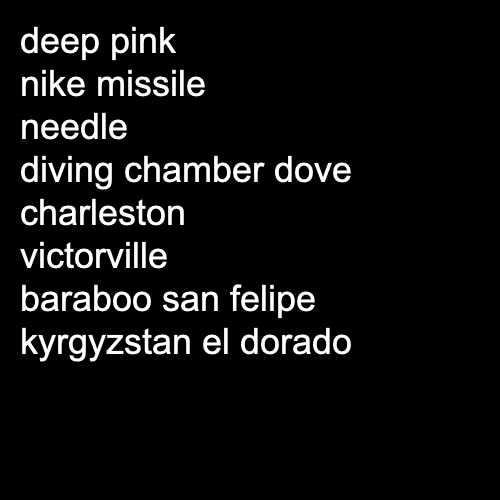 deep pink
nike missile
needle
diving chamber dove
charleston
victorville
baraboo san felipe
kyrgyzstan el dorado